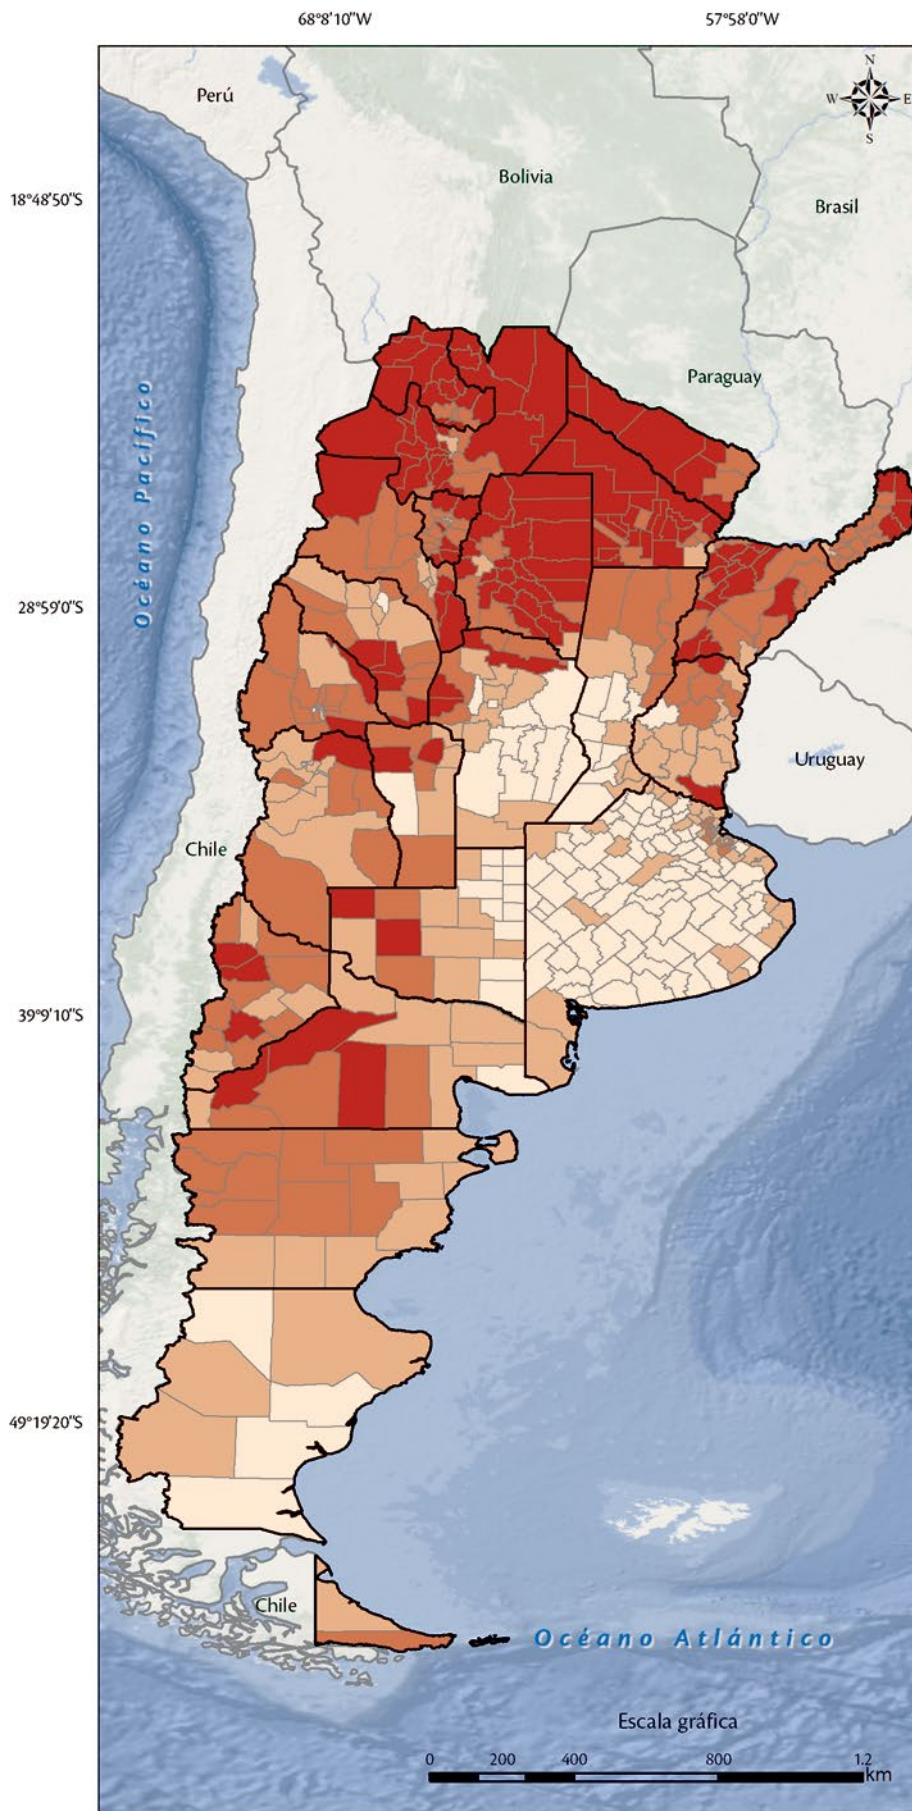 68°8'10"W
57°58'0"W
N
W
E
S
Perú
Bolivia
Brasil
18°48'50"S
Paraguay
Océano Pacífico
28°59'0"S
Uruguay
Chile
39°9'10"S
49°19'20"S
Chile
Océano Atlántico
Escala gráfica
0 200 400 800 1.2
km